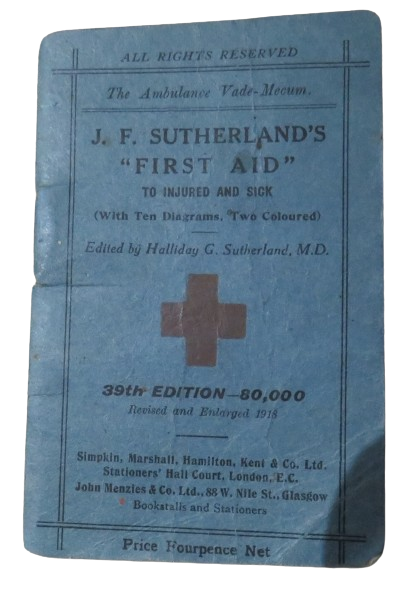 ALL RIGHTS RESERVED
The Ambulance Vade-Mecum.
J. F. SUTHERLAND'S
"FIRST AID"
TO INJURED AND SICK
(With Ten Diagrams, Two Coloured)
Edited by Halliday G. Sutherland, M.D.
39th EDITION—80,000
Revised and Enlarged 1918
Simpkin, Marshall, Hamilton, Kent & Co. Ltd.
Stationers' Hall Court, London, E.C.
John Menzies & Co. Ltd., 88 W. Nile St., Glasgow
Bookstalls and Stationers
Price Fourpence Net